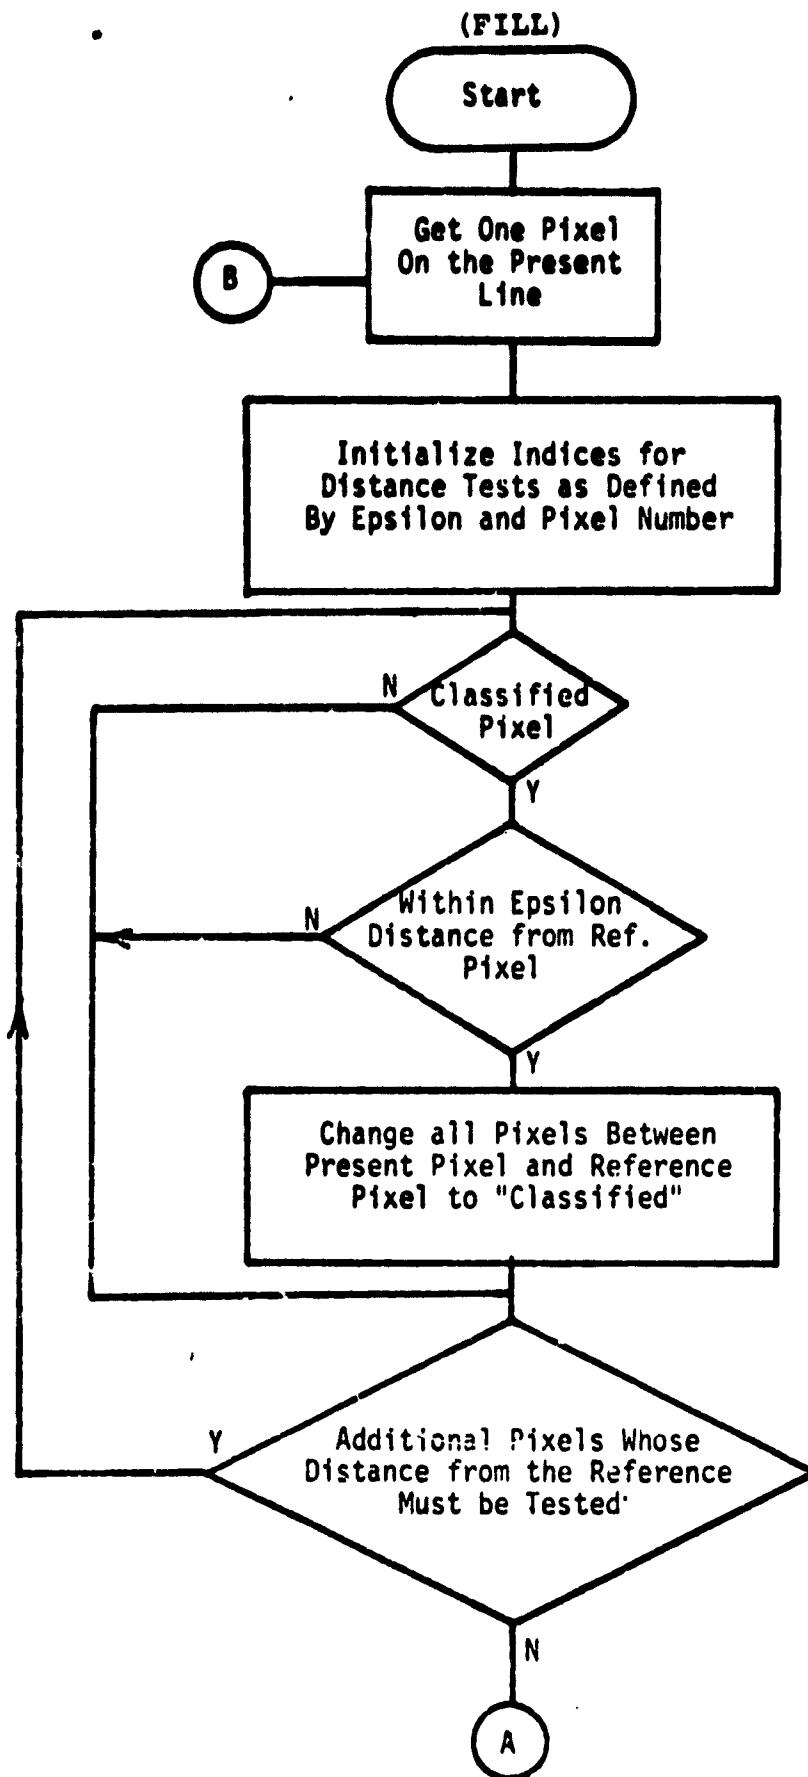 (FILL)
Start
Get One Pixel
On the Present
Line
B
Initialize Indices for
Distance Tests as Defined
By Epsilon and Pixel Number
N
Classified
Pixel
Y
N
Within Epsilon
Distance from Ref.
Pixel
Y
Change all Pixels Between
Present Pixel and Reference
Pixel to "Classified"
Y
Additional Pixels Whose
Distance from the Reference
Must be Tested
N
A